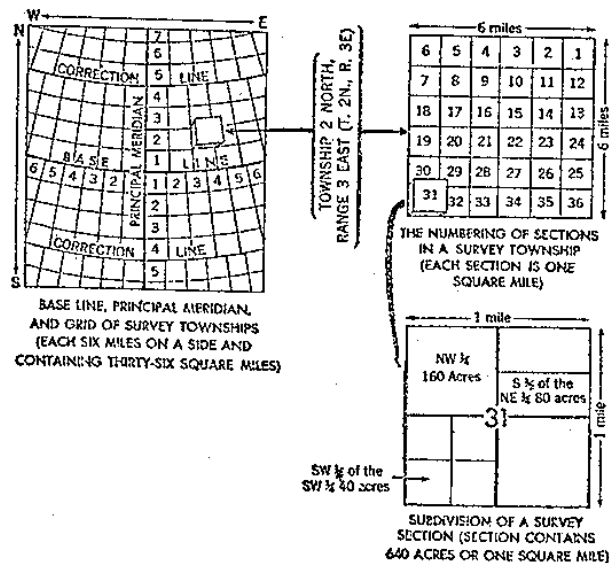 W E
N
S
7
6
CORRECTION 5 LINE
4
3
2
BASE 1 LINE
PRINCIPAL MERIDIAN
6 5 4 3 2 1 2 3 4 5 6
2
3
CORRECTION 4 LINE
5
BASE LINE, PRINCIPAL MERIDIAN,
AND GRID OF SURVEY TOWNSHIPS
(EACH SIX MILES ON A SIDE AND
CONTAINING THIRTY-SIX SQUARE MILES)
TOWNSHIP 2 NORTH,
RANGE 3 EAST (T. 2N., R. 3E)
6 miles
6 5 4 3 2 1
7 8 9 10 11 12
18 17 16 15 14 13
19 20 21 22 23 24
30 29 28 27 26 25
31 32 33 34 35 36
6 miles
THE NUMBERING OF SECTIONS
IN A SURVEY TOWNSHIP
(EACH SECTION IS ONE
SQUARE MILE)
1 mile
NW ¼
160 Acres
S ½ of the
NE ¼ 80 acres
31
1 mile
SW ¼ of the
SW ¼ 40 acres
SUBDIVISION OF A SURVEY
SECTION (SECTION CONTAINS
640 ACRES OR ONE SQUARE MILE)